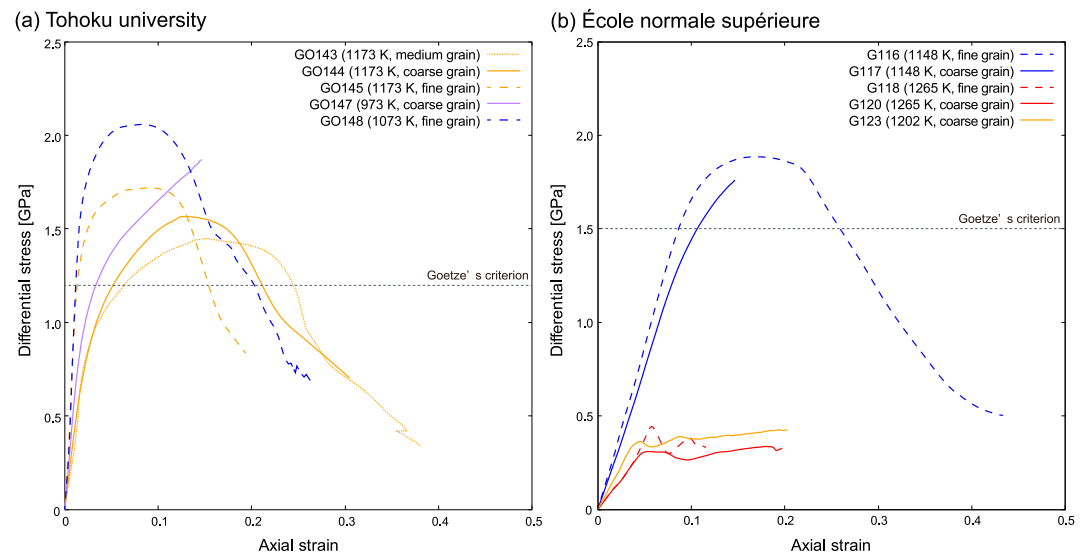 (a) Tohoku university
GO143 (1173 K, medium grain)
GO144 (1173 K, coarse grain)
GO145 (1173 K, fine grain)
GO147 (973 K, coarse grain)
GO148 (1073 K, fine grain)
Goetze’ s criterion
Differential stress [GPa]
2.5
2.0
1.5
1.0
0.5
0
0 0.1 0.2 0.3 0.4 0.5
Axial strain
(b) École normale supérieure
G116 (1148 K, fine grain)
G117 (1148 K, coarse grain)
G118 (1265 K, fine grain)
G120 (1265 K, coarse grain)
G123 (1202 K, coarse grain)
Goetze’ s criterion
Differential stress [GPa]
2.5
2.0
1.5
1.0
0.5
0
0 0.1 0.2 0.3 0.4 0.5
Axial strain